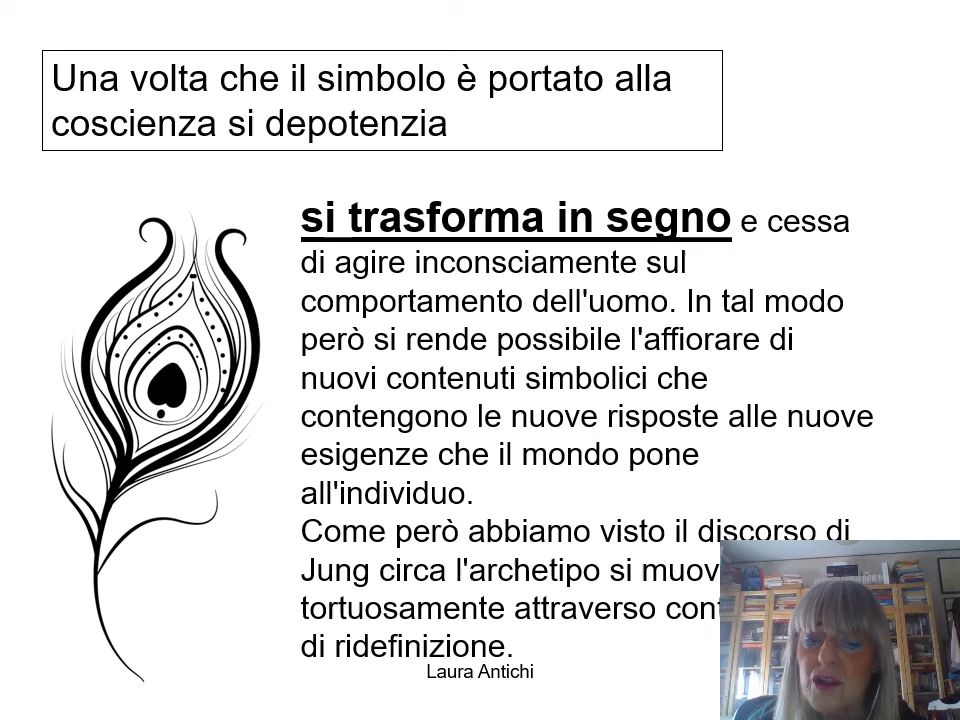 Una volta che il simbolo è portato alla
coscienza si depotenzia
si trasforma in segno e cessa
di agire inconsciamente sul
comportamento dell'uomo. In tal modo
però si rende possibile l'affiorare di
nuovi contenuti simbolici che
contengono le nuove risposte alle nuove
esigenze che il mondo pone
all'individuo.
Come però abbiamo visto il discorso di
Jung circa l'archetipo si
tortuosamente attraverso
di ridefinizione.
Laura Antichi